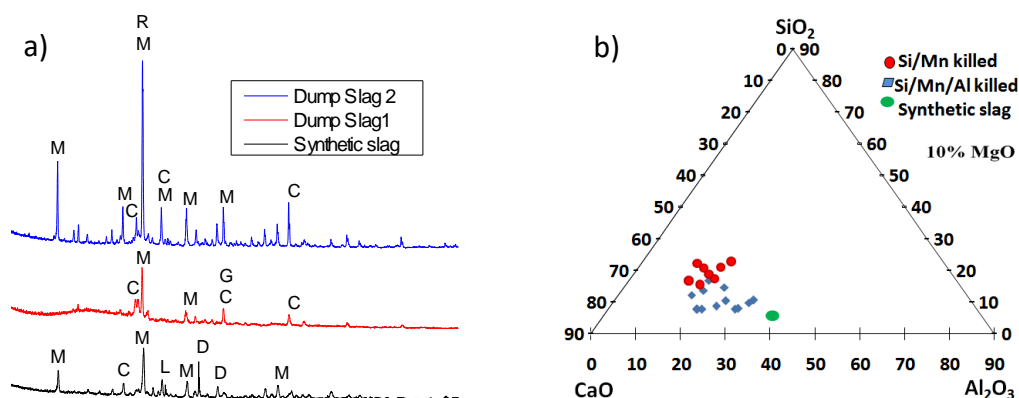 a)
R
M
Dump Slag 2
Dump Slag1
Synthetic slag
M
M
C
C
M
M
M
C
M
C
M
G
C
C
M
C
M
L
M
D
D
M
b)
SiO₂
0 90
Si/Mn killed
Si/Mn/Al killed
Synthetic slag
10% MgO
10 80
20 70
30 60
40 50
50 40
60 30
70 20
80 10
90 0
0 10 20 30 40 50 60 70 80 90
CaO Al₂O₃